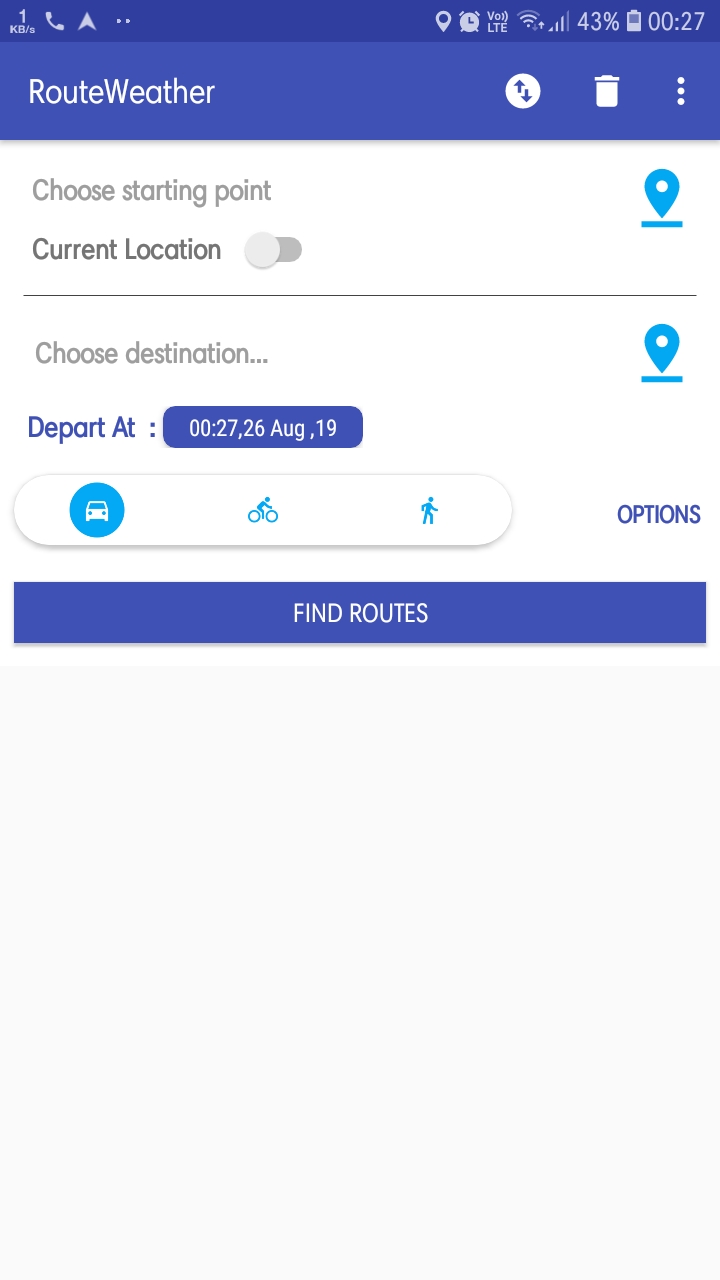 1
KB/s
Vo))
LTE
43%
00:27
RouteWeather
Choose starting point
Current Location
Choose destination...
Depart At : 00:27,26 Aug ,19
OPTIONS
FIND ROUTES